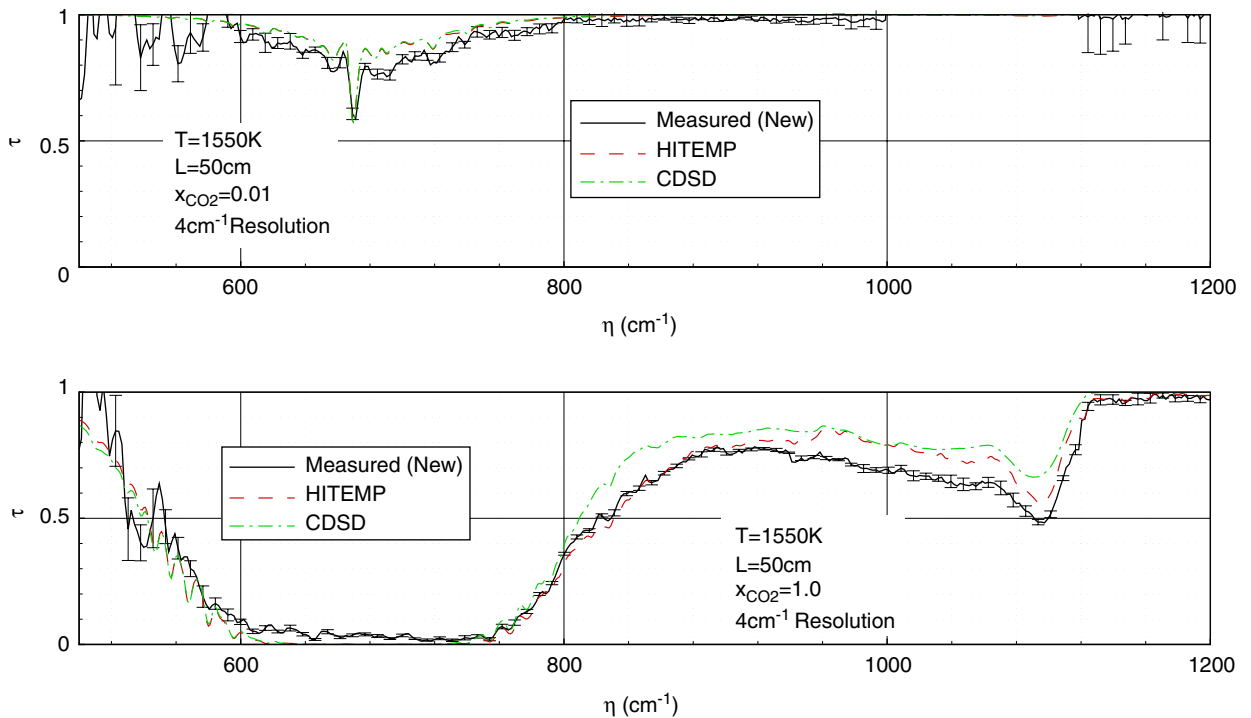 1
0.5
0
τ
Measured (New)
HITEMP
CDSD
T=1550K
L=50cm
xCO2=0.01
4cm-1Resolution
600
800
1000
1200
η (cm-1)
1
0.5
0
τ
Measured (New)
HITEMP
CDSD
T=1550K
L=50cm
xCO2=1.0
4cm-1 Resolution
600
800
1000
1200
η (cm-1)